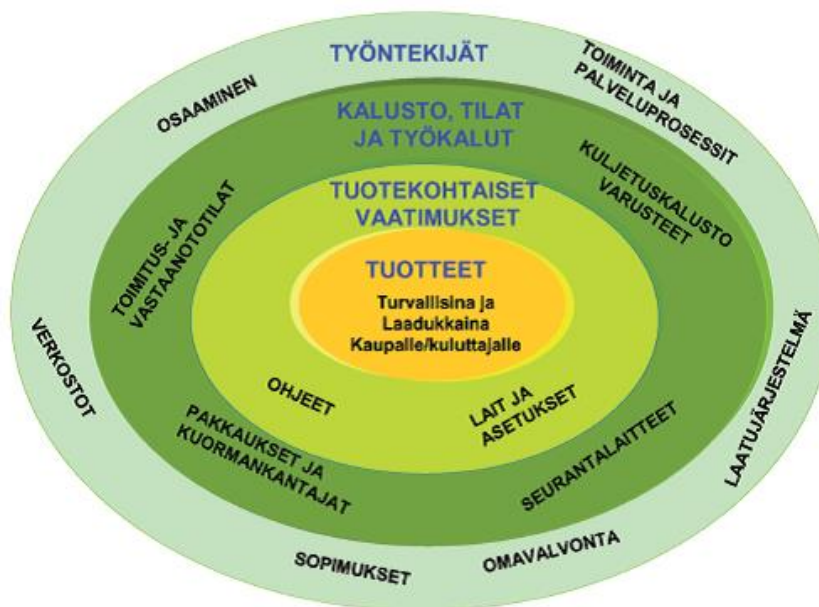 TYÖNTEKIJÄT
OSAAMINEN
TOIMINTA JA
PALVELUPROSESSIT
KALUSTO, TILAT
JA TYÖKALUT
KULJETUSKALUSTO
VARUSTEET
TUOTEKOHTAISET
VAATIMUKSET
TOIMITUS- JA
VASTAANOTOTILAT
TUOTTEET
Turvallisina ja
Laadukkaina
Kaupalle/kuluttajalle
VERKOSTOT
OHJEET
LAIT JA
ASETUKSET
LAATUJÄRJESTELMÄ
PAKKAUKSET JA
KUORMANKANTAJAT
SEURANTALAITTEET
SOPIMUKSET
OMAVALVONTA